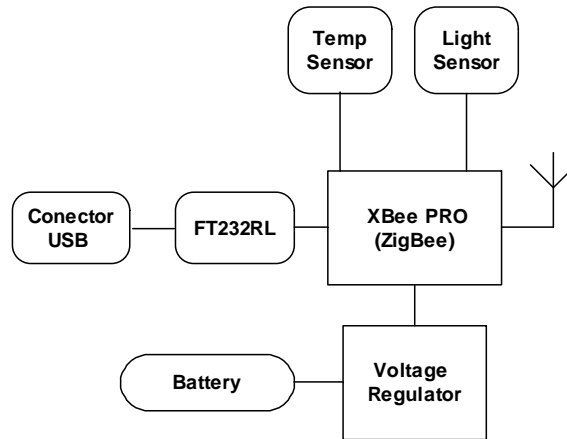 Temp
Sensor
Light
Sensor
Conector
USB
FT232RL
XBee PRO
(ZigBee)
Battery
Voltage
Regulator